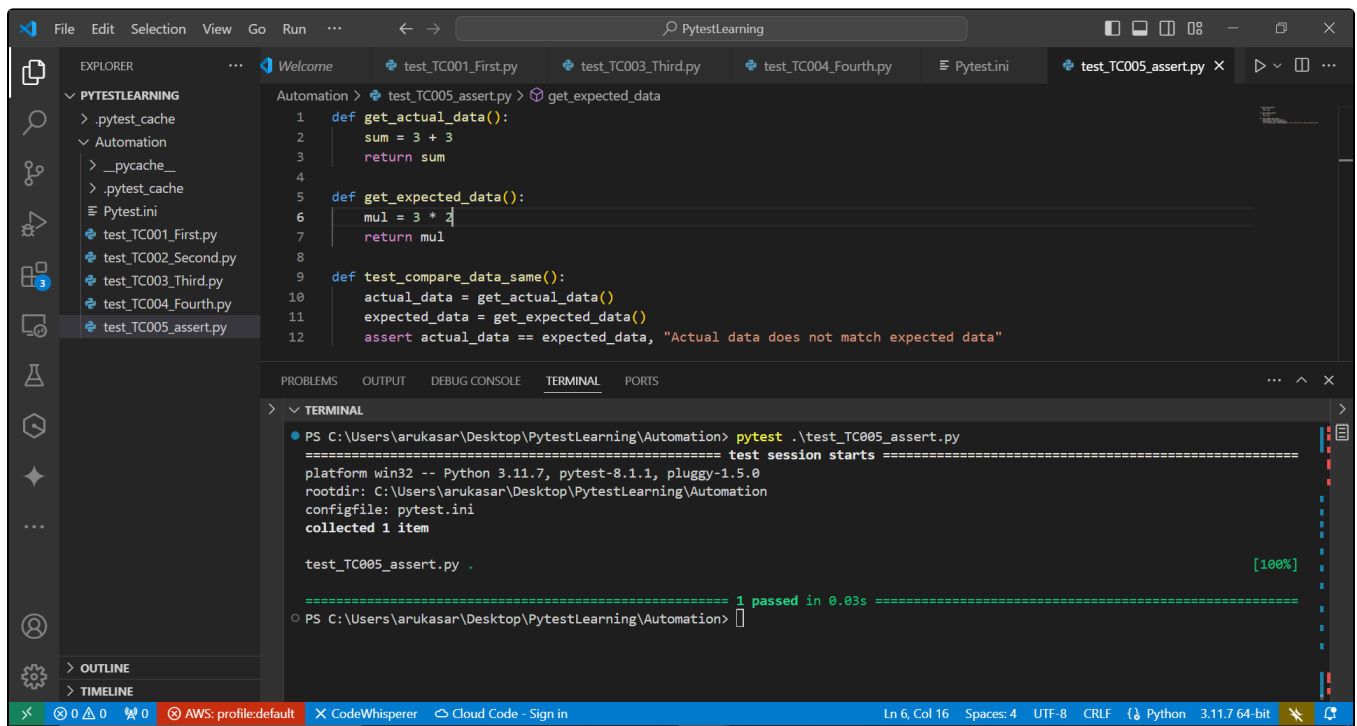 File Edit Selection View Go Run ··· PytestLearning
EXPLORER ···
PYTESTLEARNING
.pytest_cache
Automation
__pycache__
.pytest_cache
Pytest.ini
test_TC001_First.py
test_TC002_Second.py
test_TC003_Third.py
test_TC004_Fourth.py
test_TC005_assert.py
OUTLINE
TIMELINE
3
Welcome test_TC001_First.py test_TC003_Third.py test_TC004_Fourth.py Pytest.ini test_TC005_assert.py
Automation > test_TC005_assert.py > get_expected_data
1 def get_actual_data():
2 sum = 3 + 3
3 return sum
4
5 def get_expected_data():
6 mul = 3 * 2
7 return mul
8
9 def test_compare_data_same():
10 actual_data = get_actual_data()
11 expected_data = get_expected_data()
12 assert actual_data == expected_data, "Actual data does not match expected data"
PROBLEMS OUTPUT DEBUG CONSOLE TERMINAL PORTS
TERMINAL
PS C:\Users\arukasar\Desktop\PytestLearning\Automation> pytest .\test_TC005_assert.py
====================================================== test session starts ======================================================
platform win32 -- Python 3.11.7, pytest-8.1.1, pluggy-1.5.0
rootdir: C:\Users\arukasar\Desktop\PytestLearning\Automation
configfile: pytest.ini
collected 1 item
test_TC005_assert.py . [100%]
======================================================= 1 passed in 0.03s =======================================================
PS C:\Users\arukasar\Desktop\PytestLearning\Automation>
0 0 0 AWS: profile:default CodeWhisperer Cloud Code - Sign in Ln 6, Col 16 Spaces: 4 UTF-8 CRLF Python 3.11.7 64-bit